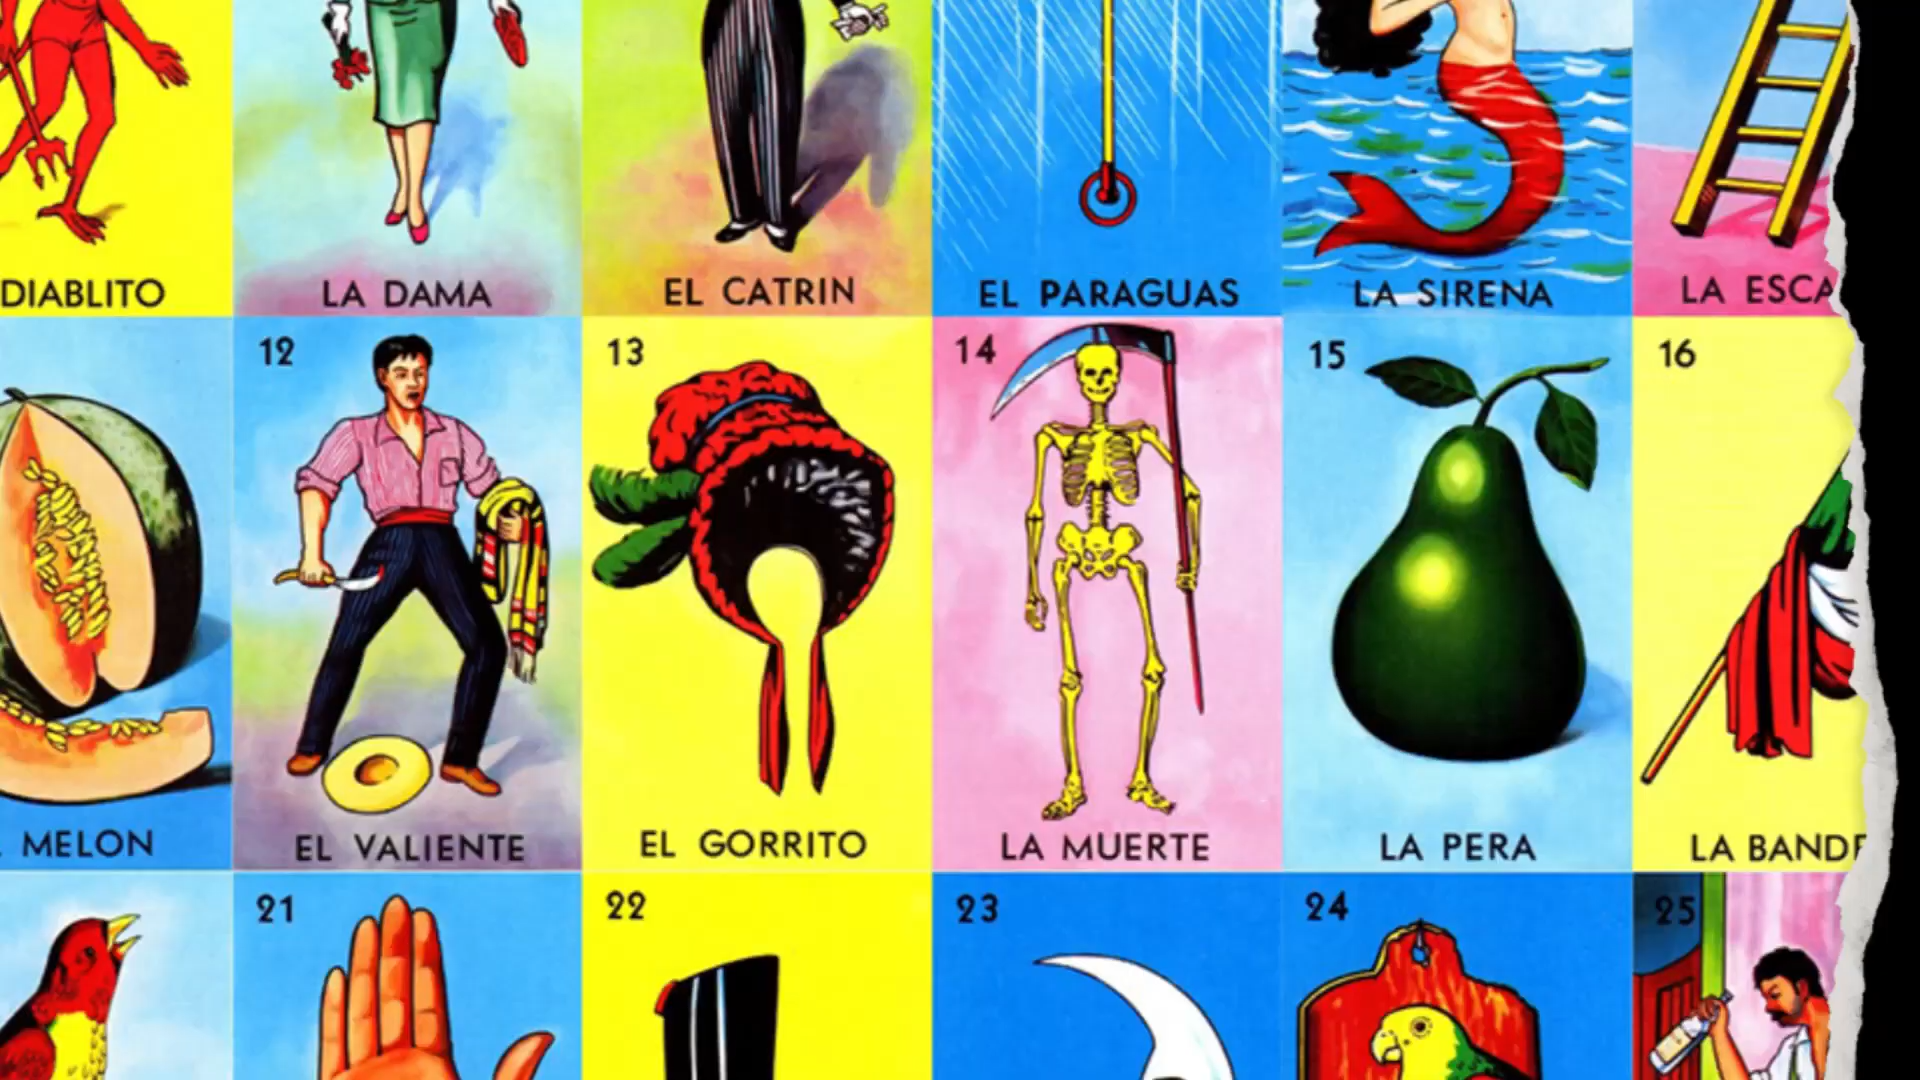 DIABLITO
LA DAMA
EL CATRIN
EL PARAGUAS
LA SIRENA
LA ESCA
12
13
14
15
16
MELON
EL VALIENTE
EL GORRITO
LA MUERTE
LA PERA
LA BANDE
21
22
23
24
25